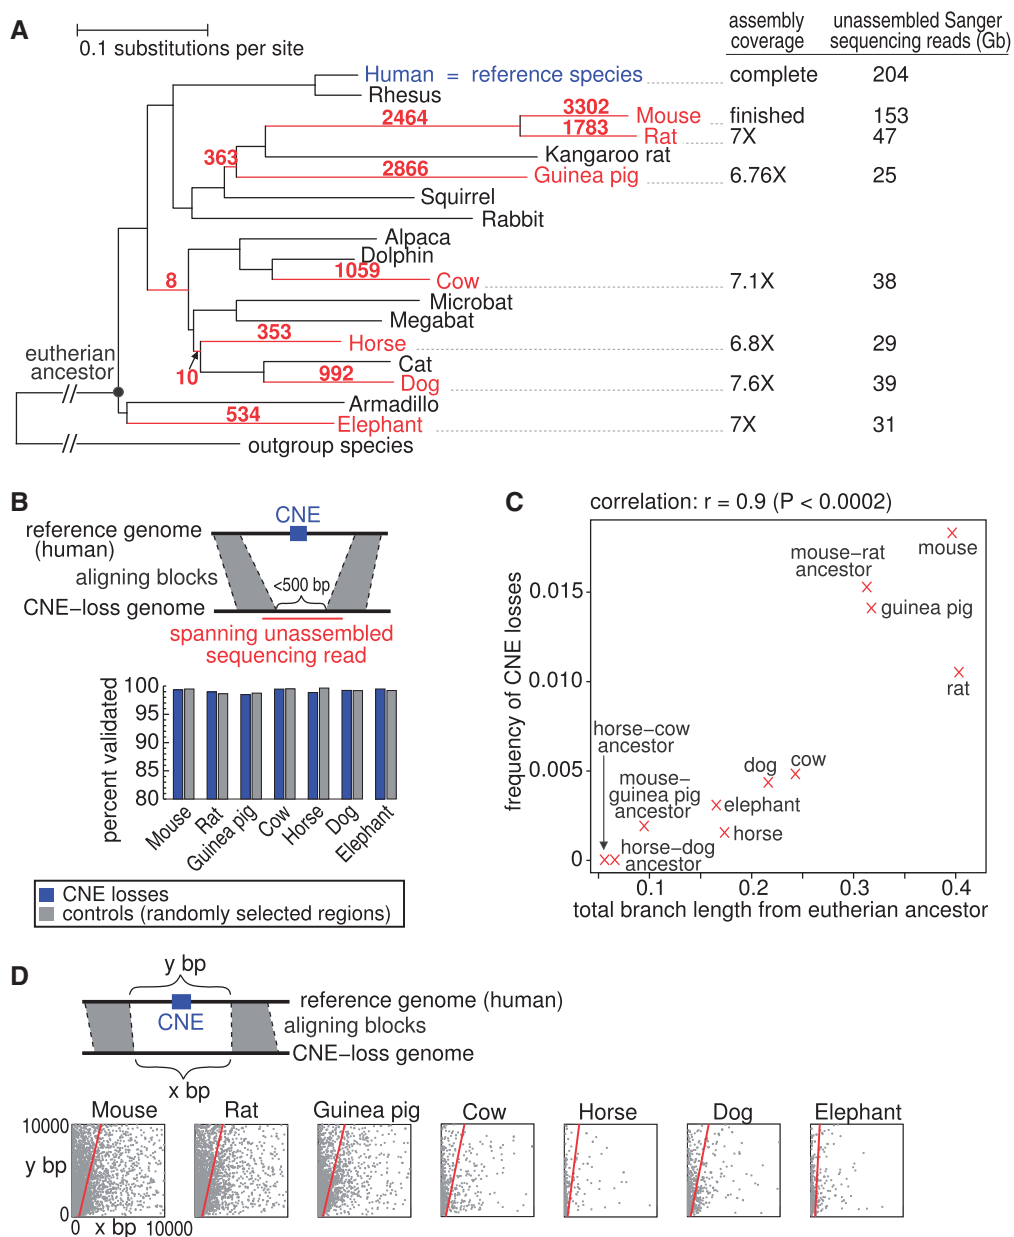 A
0.1 substitutions per site
assembly coverage
unassembled Sanger sequencing reads (Gb)
Human = reference species complete 204
Rhesus
3302
2464 Mouse finished 153
1783
Rat 7X 47
363 Kangaroo rat
2866
Guinea pig 6.76X 25
Squirrel
Rabbit
Alpaca
Dolphin
1059
8 Cow 7.1X 38
Microbat
Megabat
353
Horse 6.8X 29
eutherian ancestor
Cat
10 992
Dog 7.6X 39
Armadillo
534
Elephant 7X 31
outgroup species
B
CNE
reference genome
(human)
aligning blocks
<500 bp
CNE−loss genome
spanning unassembled
sequencing read
percent validated
100
95
90
85
80
Mouse
Rat
Guinea pig
Cow
Horse
Dog
Elephant
CNE losses
controls (randomly selected regions)
C
correlation: r = 0.9 (P < 0.0002)
frequency of CNE losses
0.015
0.010
0.005
0
mouse
mouse−rat
ancestor
guinea pig
rat
horse−cow
ancestor
dog
cow
mouse−
guinea pig
ancestor
elephant
horse
horse−dog
ancestor
0.1 0.2 0.3 0.4
total branch length from eutherian ancestor
D
y bp
reference genome (human)
CNE
aligning blocks
CNE−loss genome
x bp
Mouse Rat Guinea pig Cow Horse Dog Elephant
10000
y bp
0
0 x bp 10000